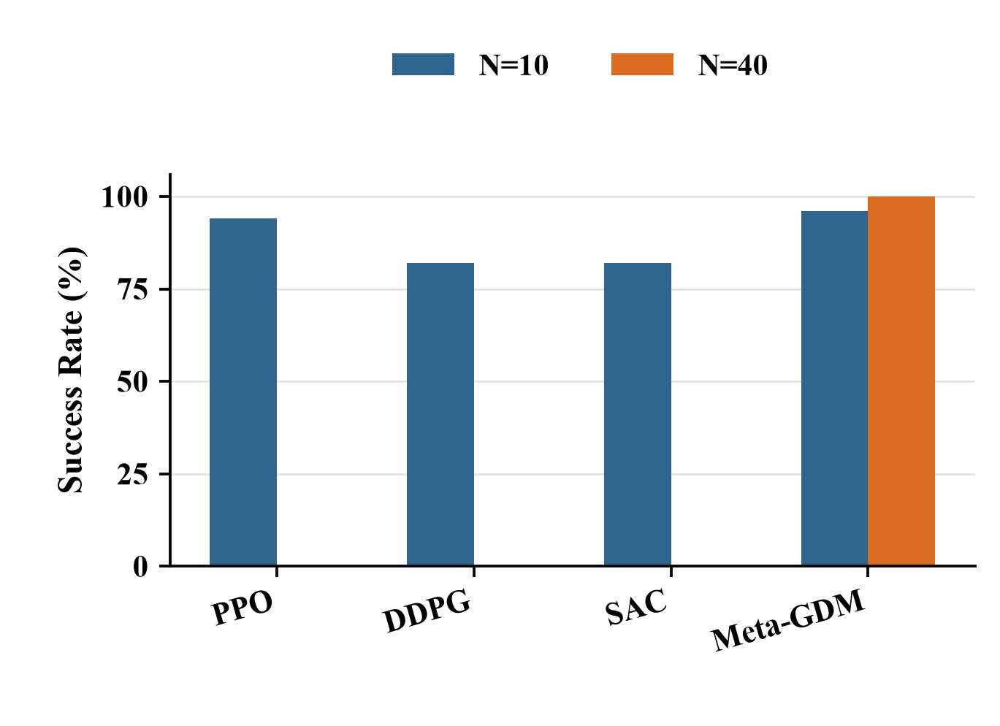 N=10 N=40
Success Rate (%)
100
75
50
25
0
PPO DDPG SAC Meta-GDM